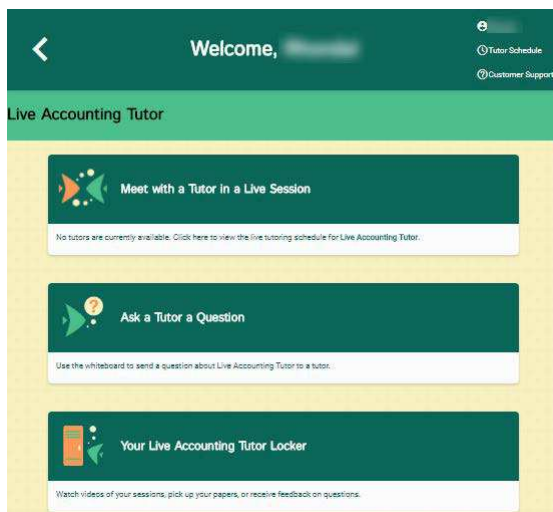 Welcome,
Tutor Schedule
Customer Support
Live Accounting Tutor
Meet with a Tutor in a Live Session
No tutors are currently available. Click here to view the live tutoring schedule for Live Accounting Tutor.
?
Ask a Tutor a Question
Use the whiteboard to send a question about Live Accounting Tutor to a tutor.
Your Live Accounting Tutor Locker
Watch videos of your sessions, pick up your papers, or receive feedback on questions.